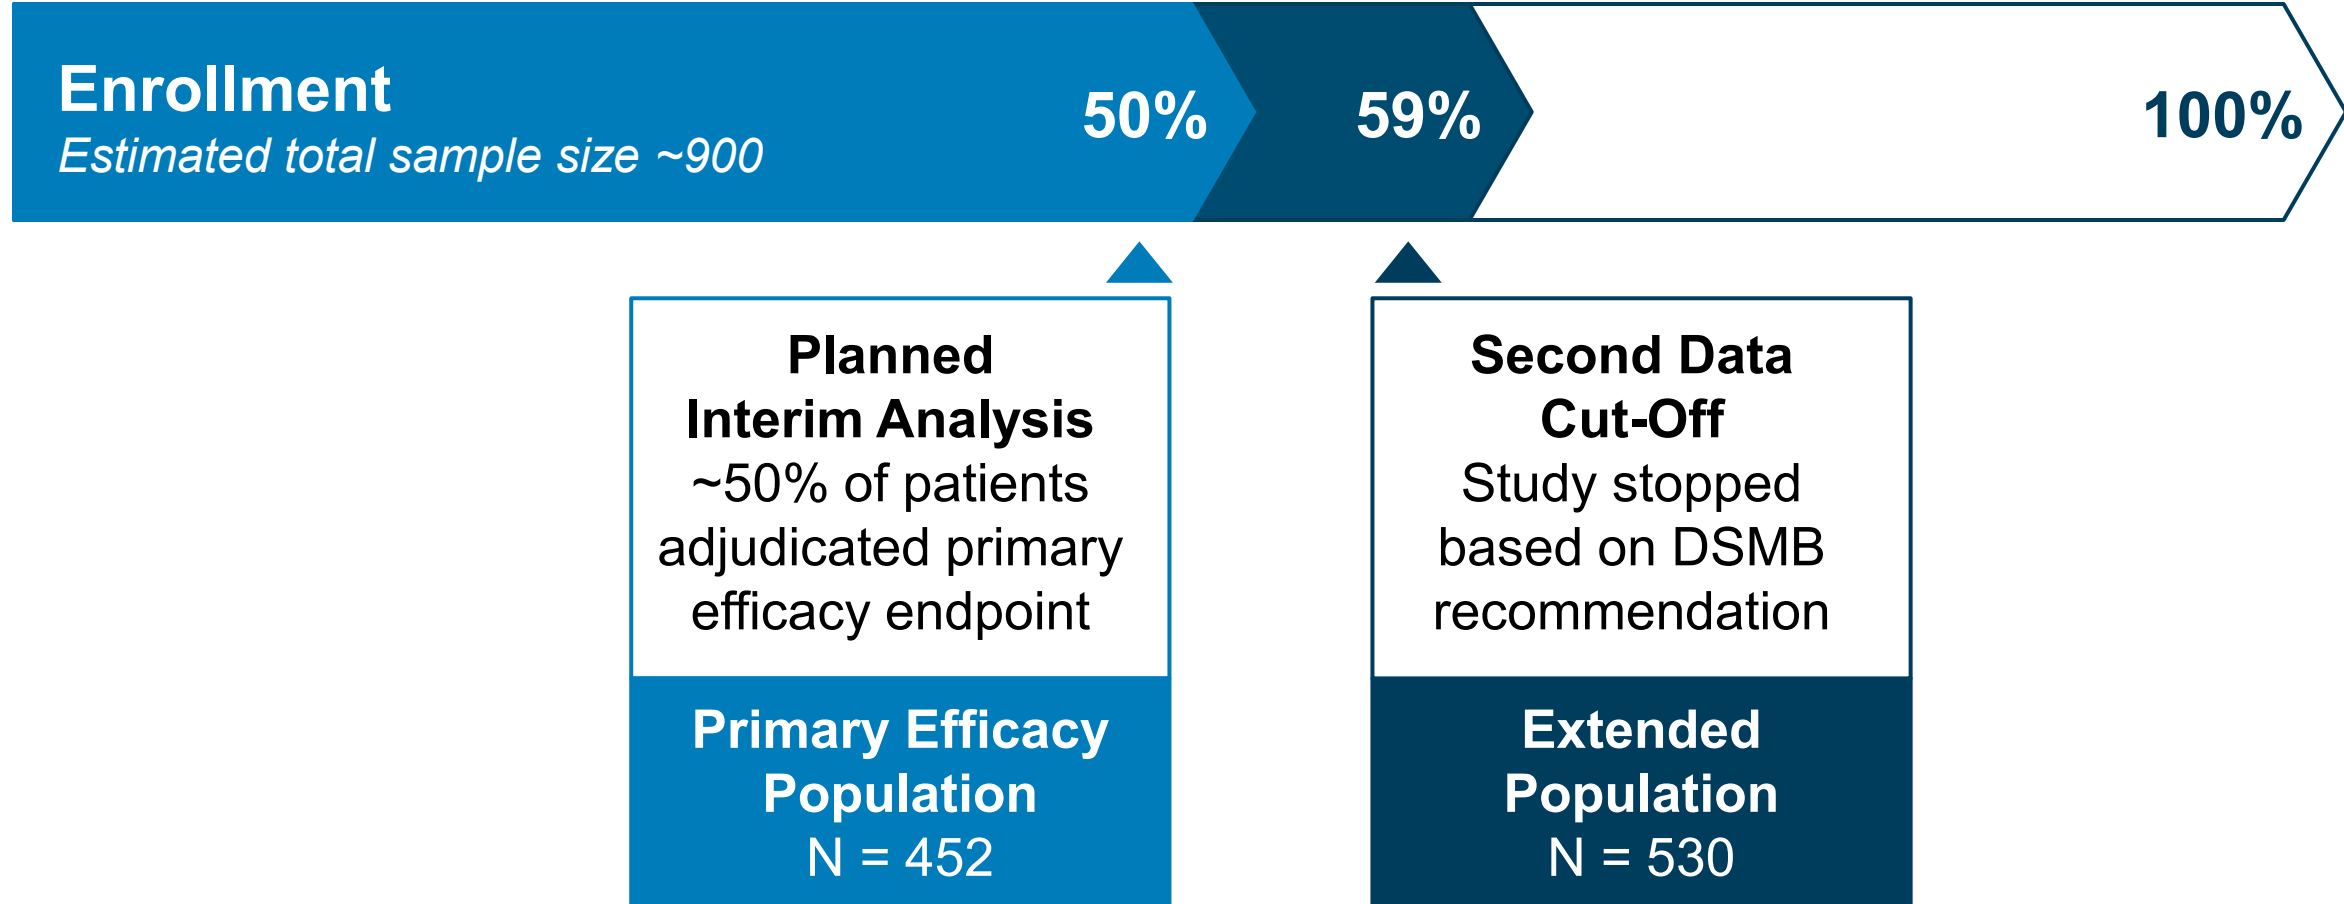 Enrollment
Estimated total sample size ~900
50%
59%
100%
Planned
Interim Analysis
~50% of patients
adjudicated primary
efficacy endpoint
Primary Efficacy
Population
N = 452
Second Data
Cut-Off
Study stopped
based on DSMB
recommendation
Extended
Population
N = 530